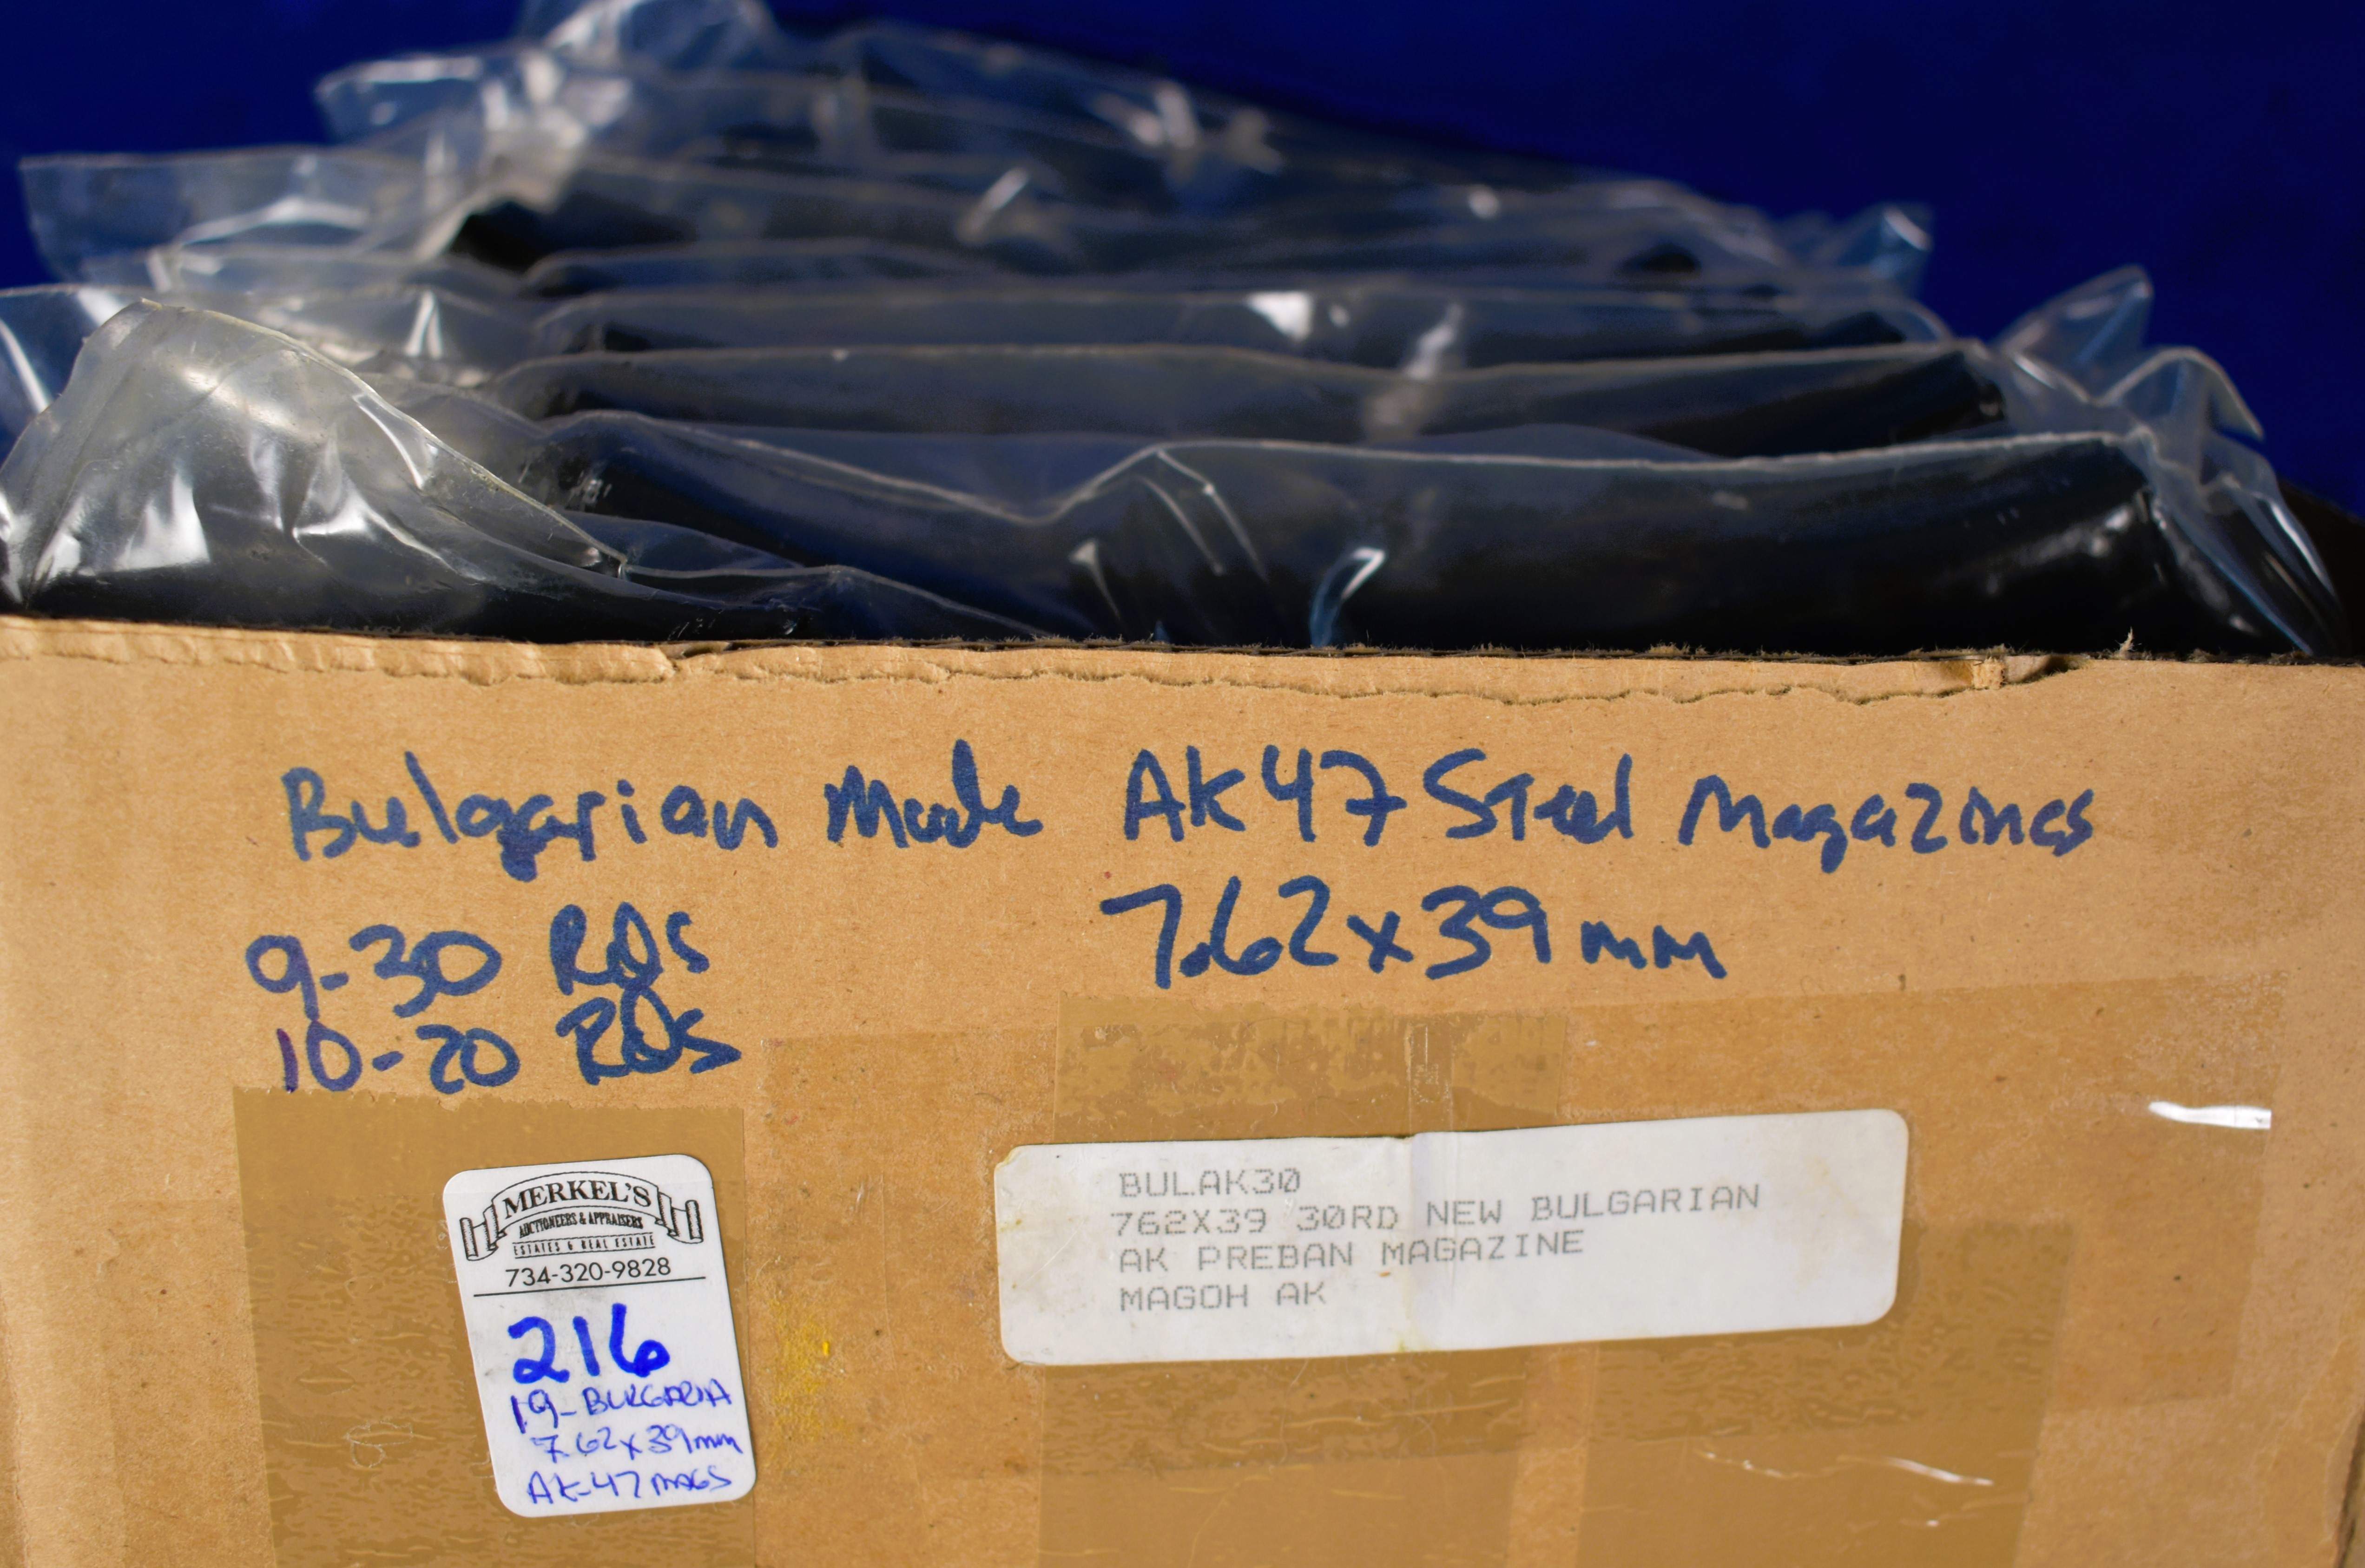 Bulgarian Made AK47 Steel Magazines
9-30 RDS
7.62x39mm
10-20 RDS
MERKEL'S
AUCTIONEERS & APPRAISERS
ESTATES & REAL ESTATE
734-320-9828
216
19-BULGARIA
7.62x39mm
AK-47 MAGS
BULAK30
762X39 30RD NEW BULGARIAN
AK PREBAN MAGAZINE
MAGOH AK